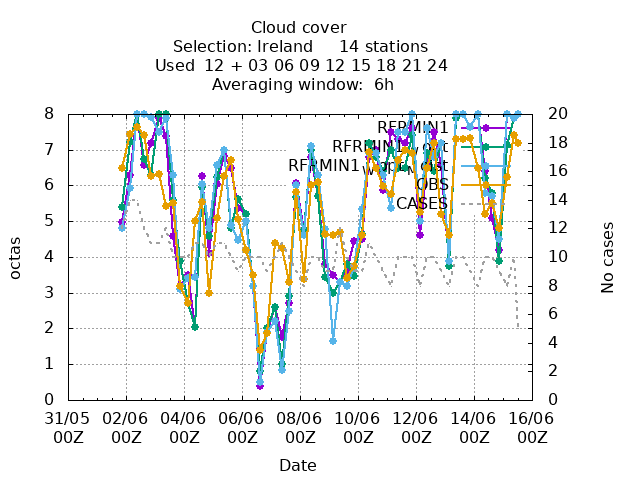 Cloud cover
Selection: Ireland 14 stations
Used 12 + 03 06 09 12 15 18 21 24
Averaging window: 6h
octas
No cases
8
7
6
5
4
3
2
1
0
20
18
16
14
12
10
8
6
4
2
0
RFRMIN1
OBS
CASES
31/05 02/06 04/06 06/06 08/06 10/06 12/06 14/06 16/06
00Z 00Z 00Z 00Z 00Z 00Z 00Z 00Z 00Z
Date